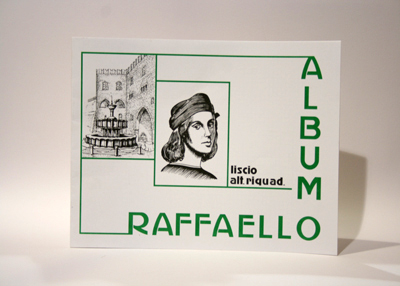 ALBUM
liscio
alt. riquad.
RAFFAELLO